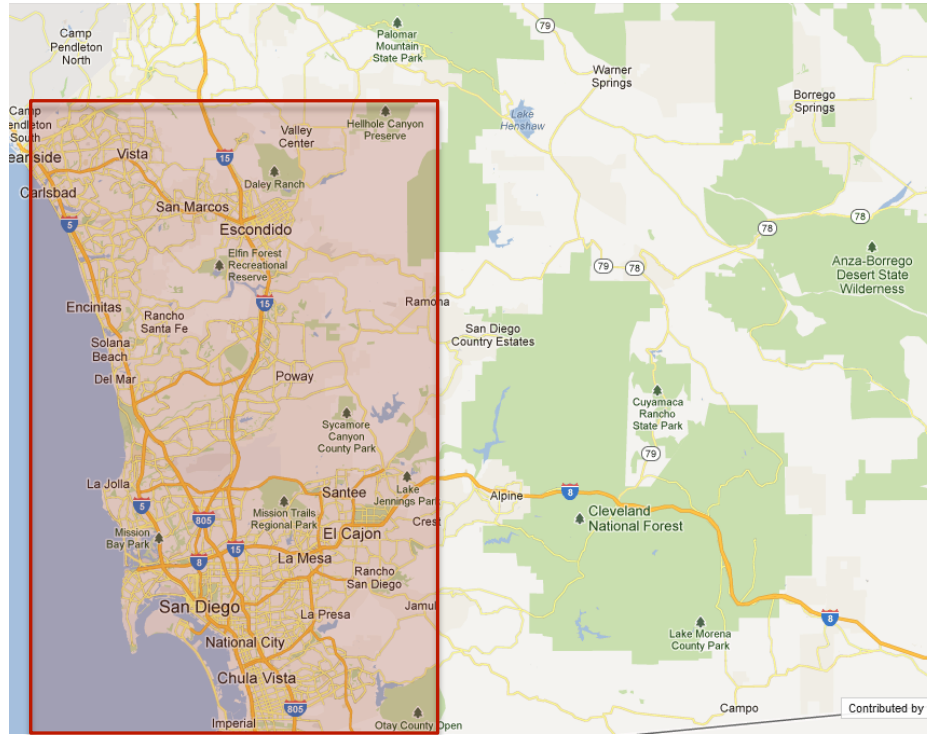 Camp
Pendleton
North
Palomar
Mountain
State Park
79
Warner
Springs
Borrego
Springs
Lake
Henshaw
Camp
Pendleton
South
Hellhole Canyon
Preserve
Valley
Center
Vista
15
eanside
Daley Ranch
Carlsbad
San Marcos
5
Escondido
79
78
78
Elfin Forest
Recreational
Reserve
79
78
Anza-Borrego
Desert State
Wilderness
15
Ramona
Encinitas
Rancho
Santa Fe
San Diego
Country Estates
Solana
Beach
Del Mar
Poway
Cuyamaca
Rancho
State Park
Sycamore
Canyon
County Park
79
La Jolla
Santee
Lake
Jennings Park
Alpine
8
5
Mission Trails
Regional Park
805
Cleveland
National Forest
Crest
El Cajon
Mission
Bay Park
15
8
La Mesa
Rancho
San Diego
San Diego
La Presa
Jamul
8
National City
Lake Morena
County Park
Chula Vista
805
Campo
Contributed by
Imperial
Otay County Open